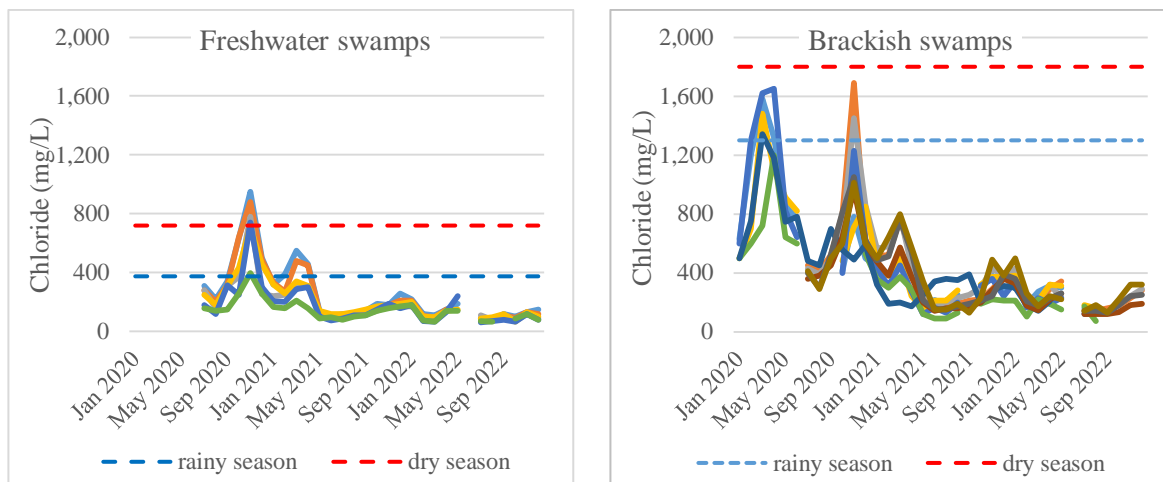 Freshwater swamps
Chloride (mg/L)
2,000
1,600
1,200
800
400
0
Jan 2020
May 2020
Sep 2020
Jan 2021
May 2021
Sep 2021
Jan 2022
May 2022
Sep 2022
rainy season
dry season
Brackish swamps
Chloride (mg/L)
2,000
1,600
1,200
800
400
0
Jan 2020
May 2020
Sep 2020
Jan 2021
May 2021
Sep 2021
Jan 2022
May 2022
Sep 2022
rainy season
dry season